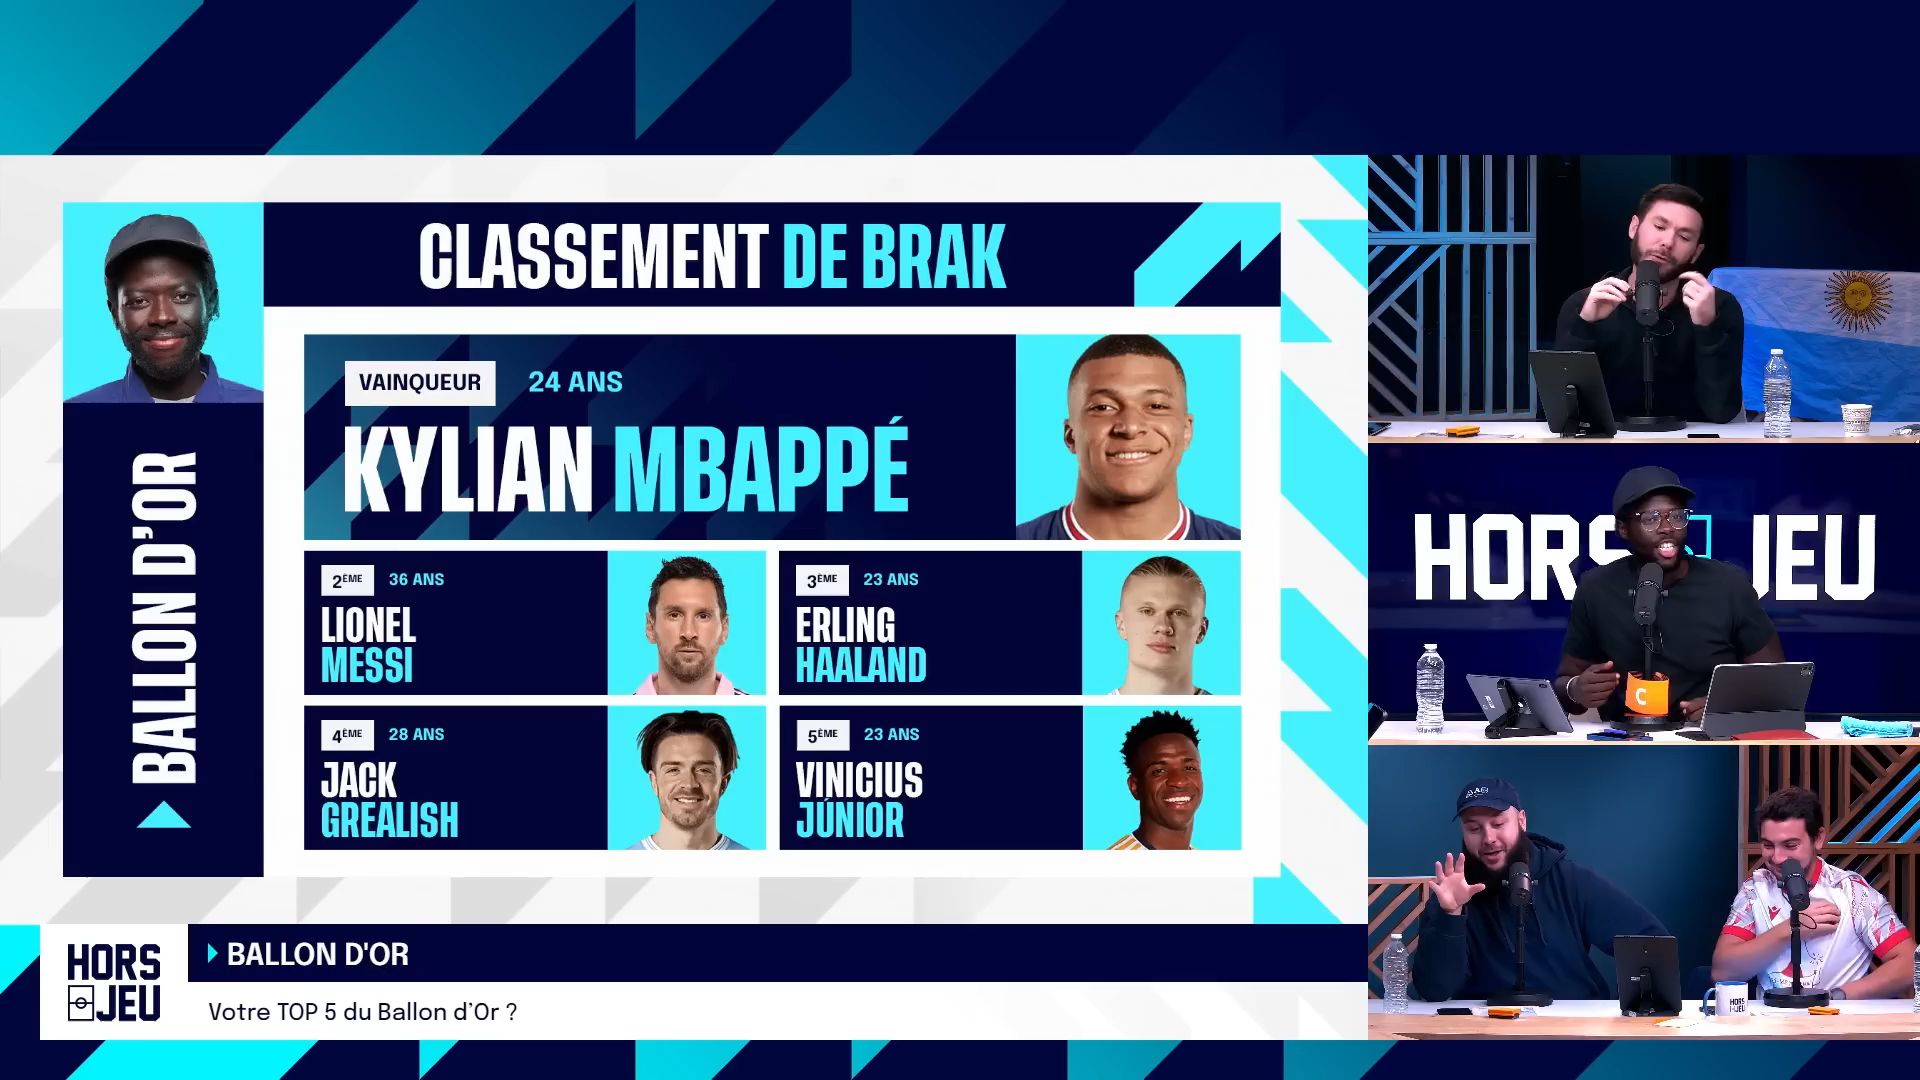 CLASSEMENT DE BRAK
BALLON D'OR
VAINQUEUR 24 ANS
KYLIAN MBAPPÉ
2ÈME 36 ANS
LIONEL
MESSI
3ÈME 23 ANS
ERLING
HAALAND
4ÈME 28 ANS
JACK
GREALISH
5ÈME 23 ANS
VINICIUS
JÚNIOR
HORS JEU
C
HORS
JEU
HORS
JEU
BALLON D'OR
Votre TOP 5 du Ballon d'Or ?